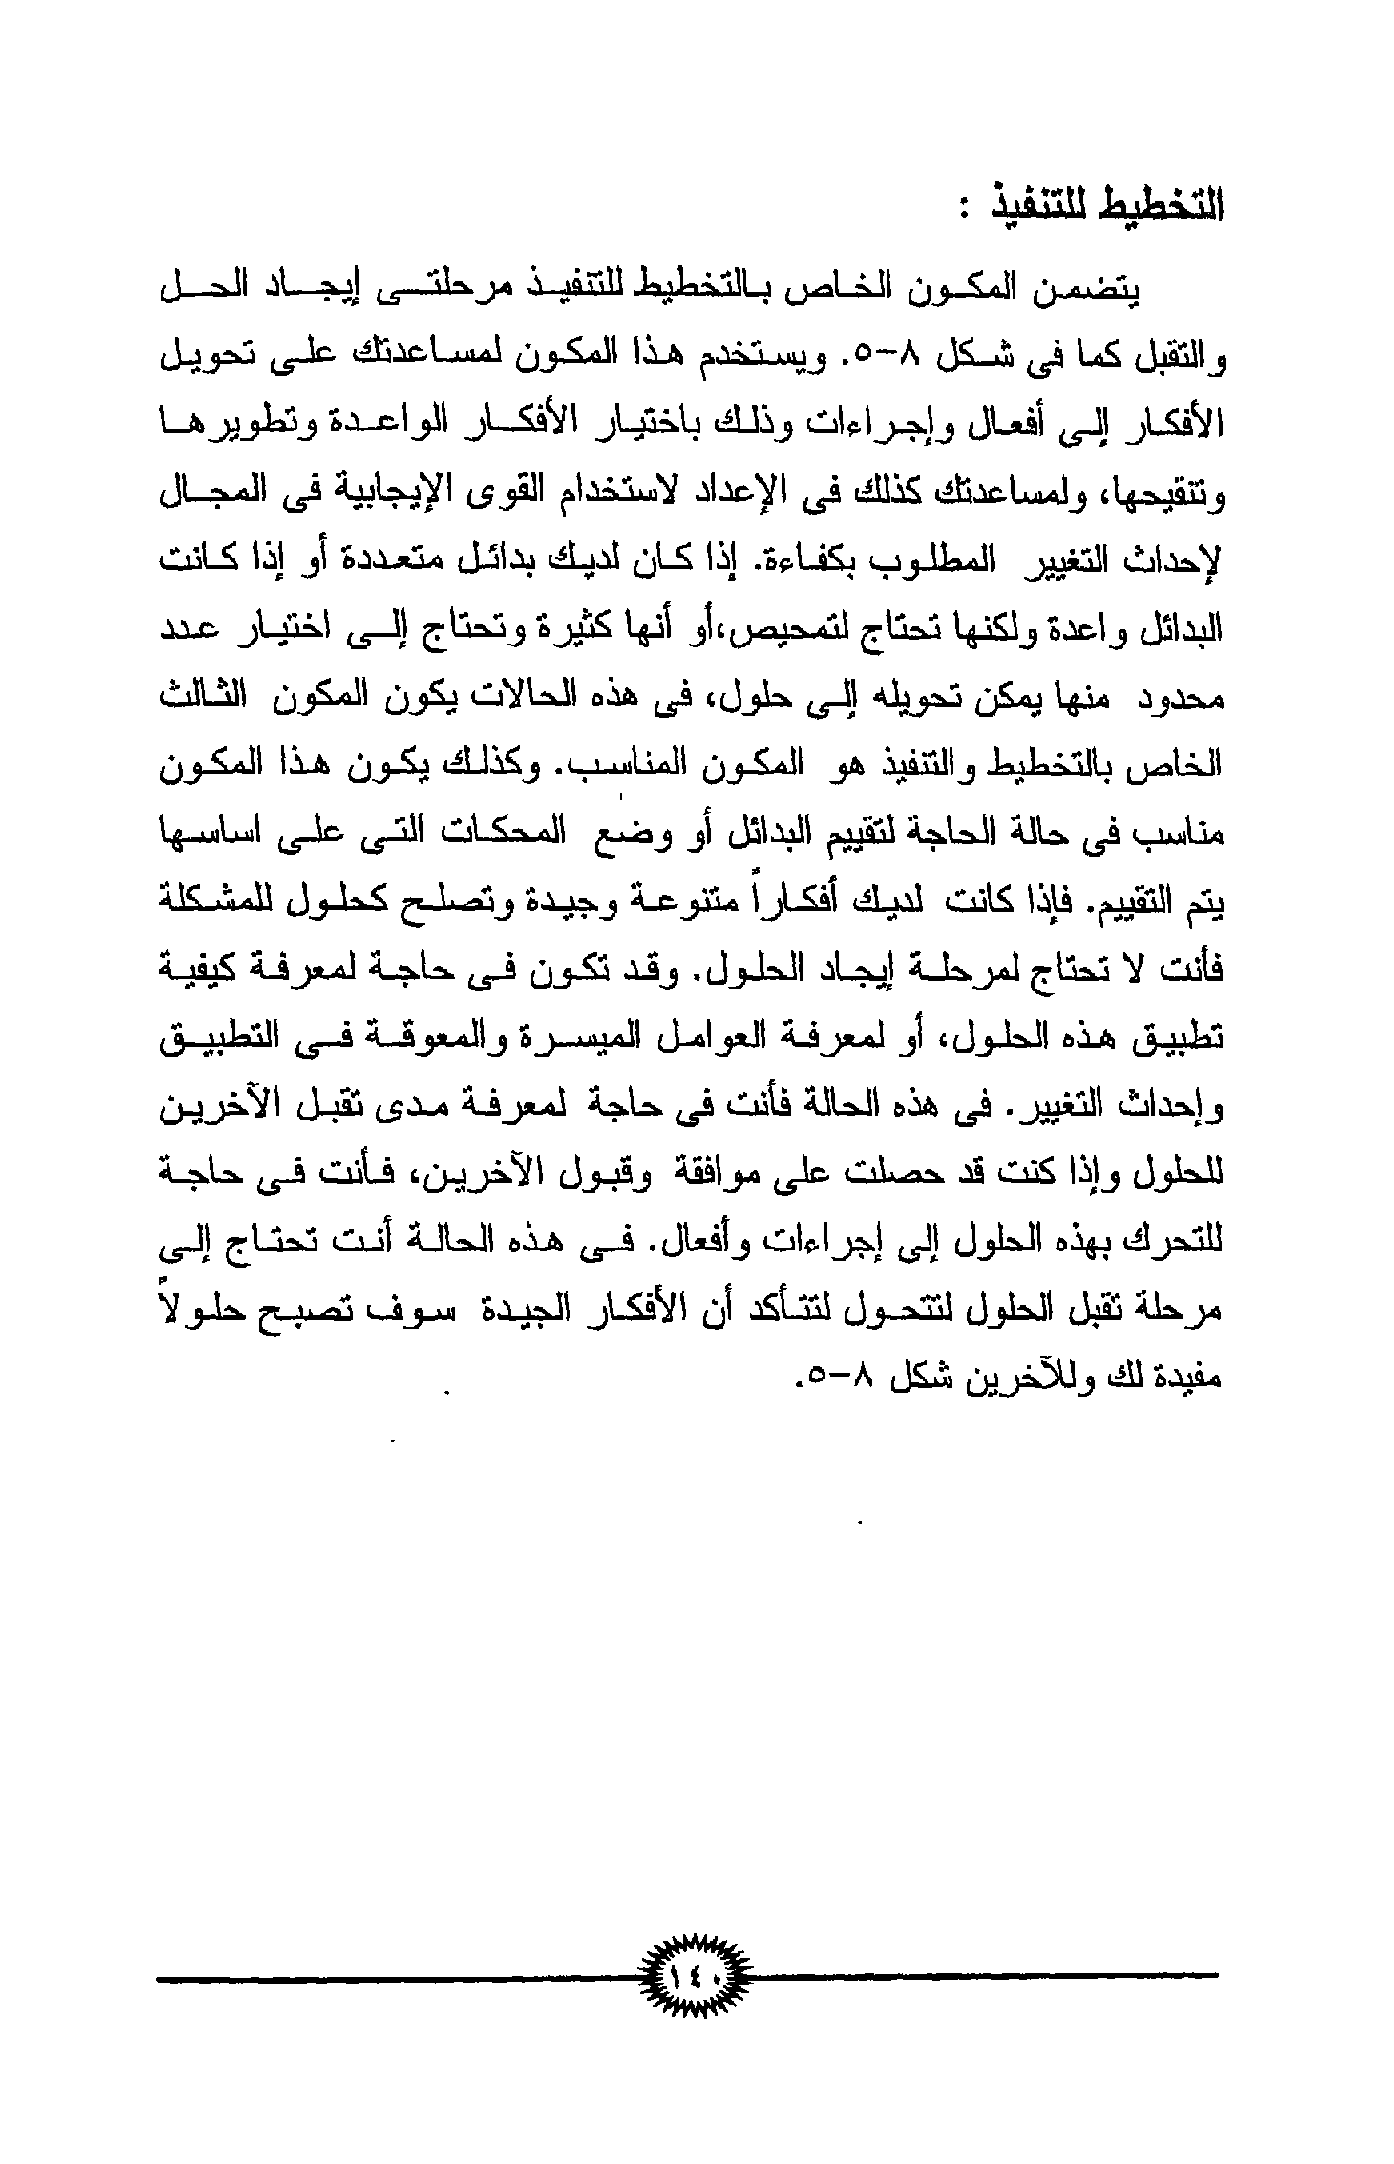 التخطيط للتنفيذ :
يتضمن المكون الخاص بالتخطيط للتنفيذ مرحلتى إيجاد الحل
والتقبل كما فى شكل ٨-٥. ويستخدم هذا المكون لمساعدتك على تحويل
الأفكار إلى أفعال وإجراءات وذلك باختيار الأفكار الواعدة وتطويرها
وتنقيحها، ولمساعدتك كذلك فى الإعداد لاستخدام القوى الإيجابية فى المجال
لإحداث التغيير المطلوب بكفاءة. إذا كان لديك بدائل متعددة أو إذا كانت
البدائل واعدة ولكنها تحتاج لتمحيص،أو أنها كثيرة وتحتاج إلى اختيار عدد
محدود منها يمكن تحويله إلى حلول، فى هذه الحالات يكون المكون الثالث
الخاص بالتخطيط والتنفيذ هو المكون المناسب. وكذلك يكون هذا المكون
مناسب فى حالة الحاجة لتقييم البدائل أو وضع المحكات التى على اساسها
يتم التقييم. فإذا كانت لديك أفكاراً متنوعة وجيدة وتصلح كحلول للمشكلة
فأنت لا تحتاج لمرحلة إيجاد الحلول. وقد تكون فى حاجة لمعرفة كيفية
تطبيق هذه الحلول، أو لمعرفة العوامل الميسرة والمعوقة فى التطبيق
وإحداث التغيير. فى هذه الحالة فأنت فى حاجة لمعرفة مدى تقبل الآخرين
للحلول وإذا كنت قد حصلت على موافقة وقبول الآخرين، فأنت فى حاجة
للتحرك بهذه الحلول إلى إجراءات وأفعال. فى هذه الحالة أنت تحتاج إلى
مرحلة تقبل الحلول لتتحول لتتأكد أن الأفكار الجيدة سوف تصبح حلولاً
مفيدة لك وللآخرين شكل ٨-٥.
١٤٠